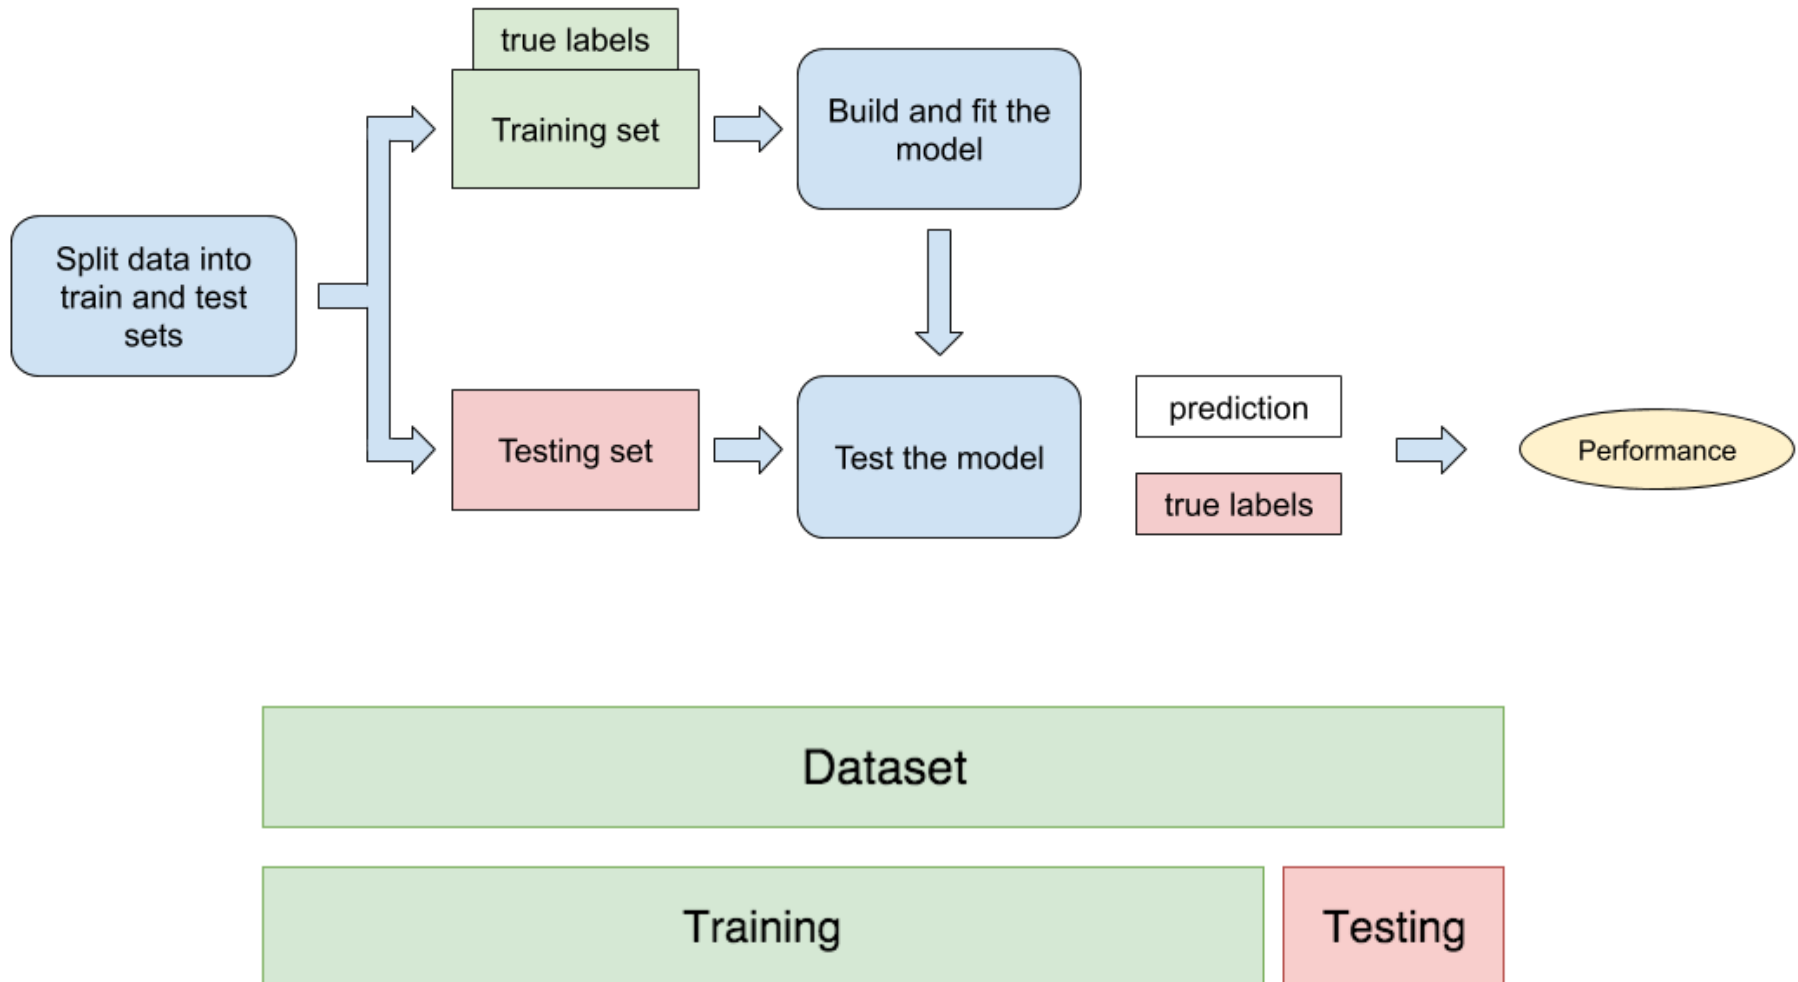 true labels
Training set
Build and fit the
model
Split data into
train and test
sets
Testing set
Test the model
prediction
true labels
Performance
Dataset
Training
Testing